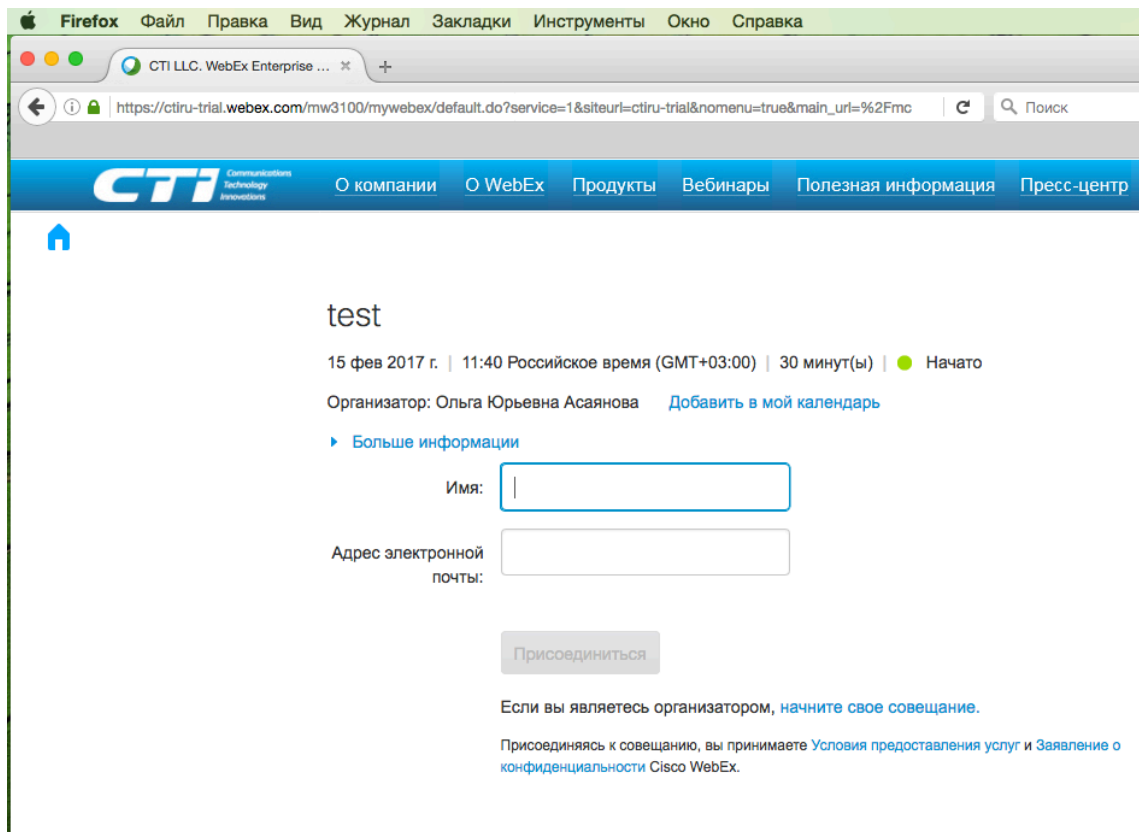 Firefox Файл Правка Вид Журнал Закладки Инструменты Окно Справка
CTI LLC. WebEx Enterprise ...
https://ctiru-trial.webex.com/mw3100/mywebex/default.do?service=1&siteurl=ctiru-trial&nomenu=true&main_url=%2Fmc Поиск
CTI Communications Technology Innovations О компании О WebEx Продукты Вебинары Полезная информация Пресс-центр
test
15 фев 2017 г. | 11:40 Российское время (GMT+03:00) | 30 минут(ы) | Начато
Организатор: Ольга Юрьевна Асаянова Добавить в мой календарь
Больше информации
Имя:
Адрес электронной
почты:
Присоединиться
Если вы являетесь организатором, начните свое совещание.
Присоединяясь к совещанию, вы принимаете Условия предоставления услуг и Заявление о
конфиденциальности Cisco WebEx.